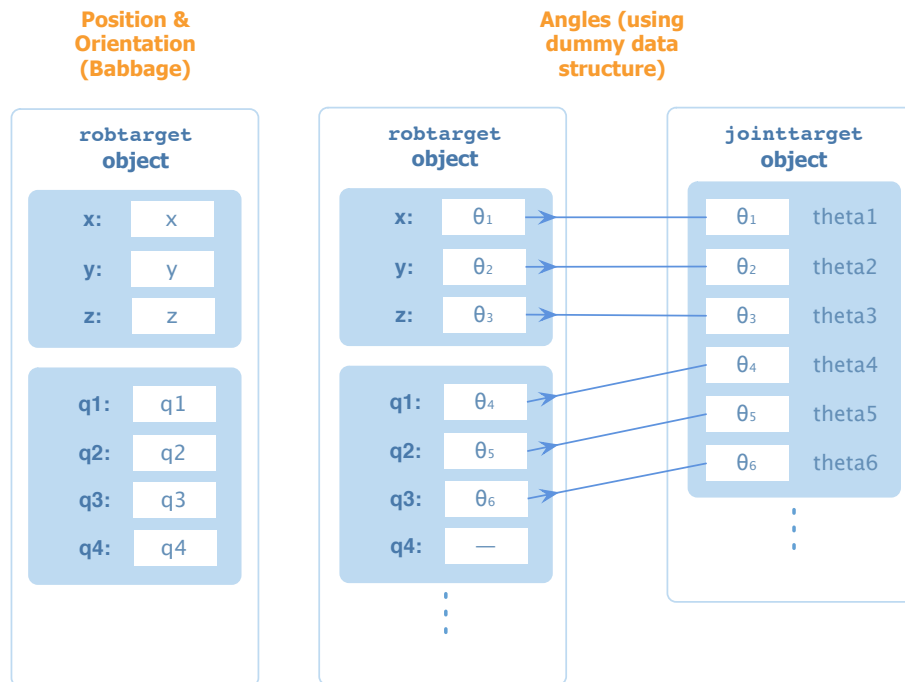 Position &
Orientation
(Babbage)
robtarget
object
x: x
y: y
z: z
q1: q1
q2: q2
q3: q3
q4: q4
Angles (using
dummy data
structure)
robtarget
object
x: θ₁
y: θ₂
z: θ₃
q1: θ₄
q2: θ₅
q3: θ₆
q4: —
jointtarget
object
θ₁ theta1
θ₂ theta2
θ₃ theta3
θ₄ theta4
θ₅ theta5
θ₆ theta6